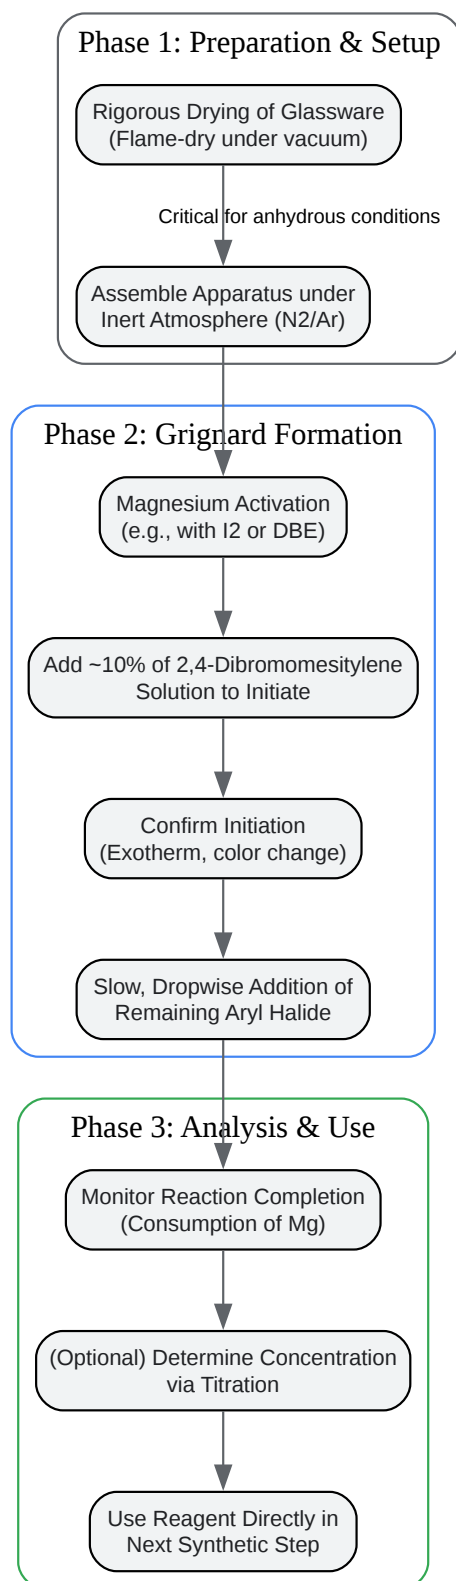 Phase 1: Preparation & Setup
Rigorous Drying of Glassware
(Flame-dry under vacuum)
Critical for anhydrous conditions
Assemble Apparatus under
Inert Atmosphere (N2/Ar)
Phase 2: Grignard Formation
Magnesium Activation
(e.g., with I2 or DBE)
Add ~10% of 2,4-Dibromomesitylene
Solution to Initiate
Confirm Initiation
(Exotherm, color change)
Slow, Dropwise Addition of
Remaining Aryl Halide
Phase 3: Analysis & Use
Monitor Reaction Completion
(Consumption of Mg)
(Optional) Determine Concentration
via Titration
Use Reagent Directly in
Next Synthetic Step